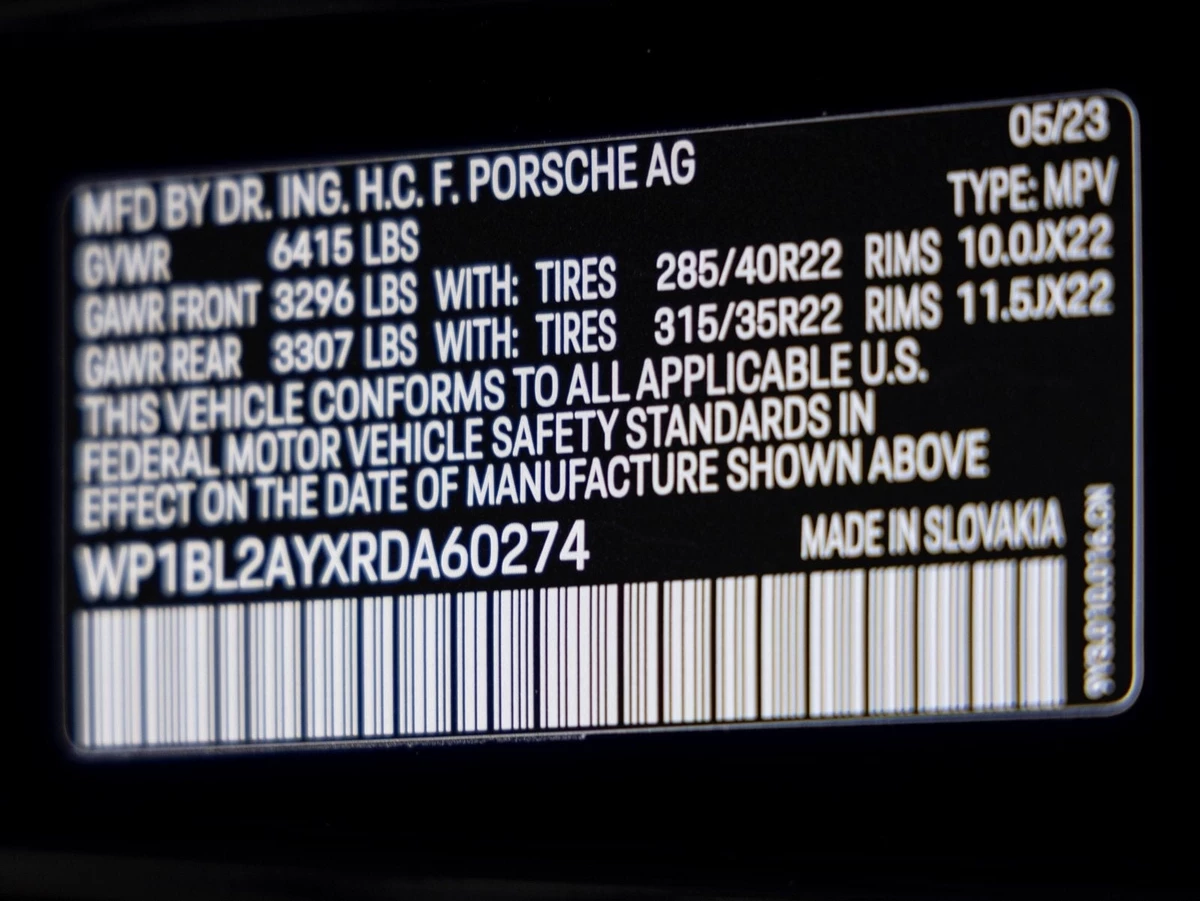 05/23
MFD BY DR. ING. H.C. F. PORSCHE AG
TYPE: MPV
GVWR 6415 LBS
GAWR FRONT 3296 LBS WITH: TIRES 285/40R22 RIMS 10.0JX22
GAWR REAR 3307 LBS WITH: TIRES 315/35R22 RIMS 11.5JX22
THIS VEHICLE CONFORMS TO ALL APPLICABLE U.S.
FEDERAL MOTOR VEHICLE SAFETY STANDARDS IN
EFFECT ON THE DATE OF MANUFACTURE SHOWN ABOVE
WP1BL2AYXRDA60274
MADE IN SLOVAKIA